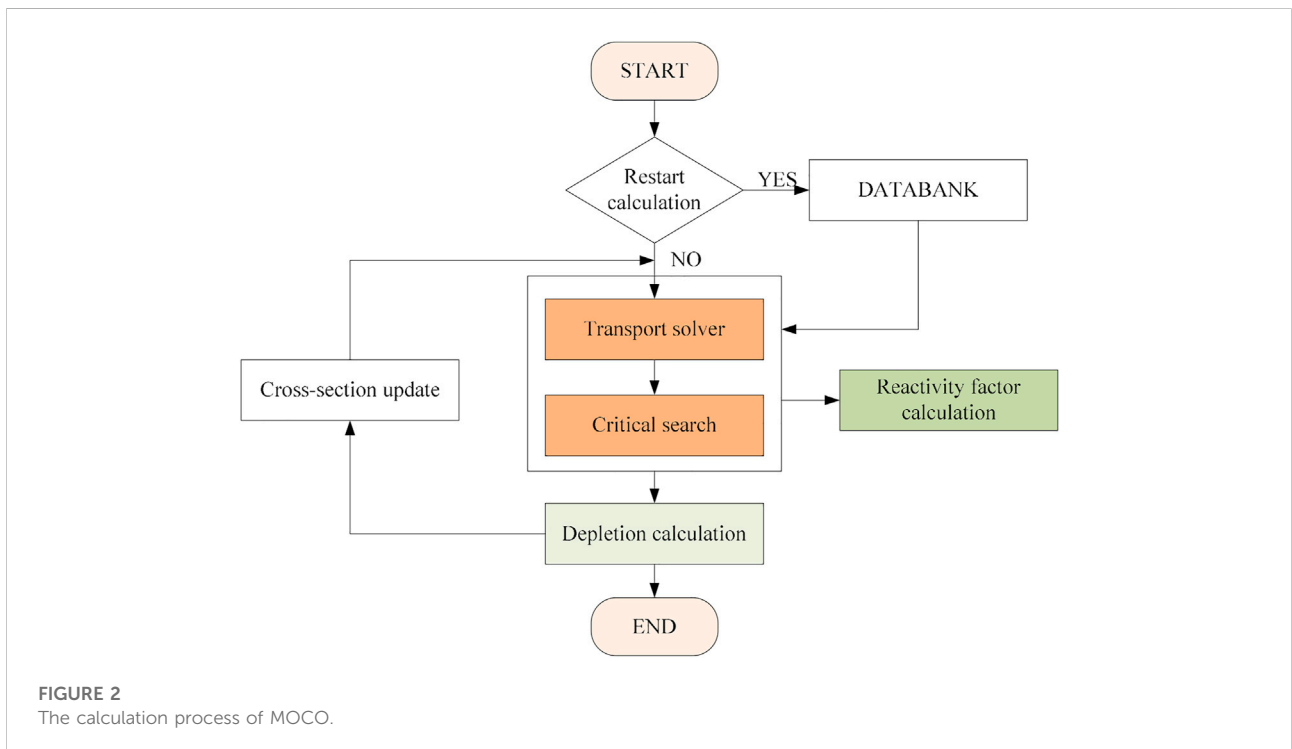 START
Restart
calculation
YES
DATABANK
NO
Transport solver
Cross-section update
Critical search
Reactivity factor
calculation
Depletion calculation
END
FIGURE 2
The calculation process of MOCO.